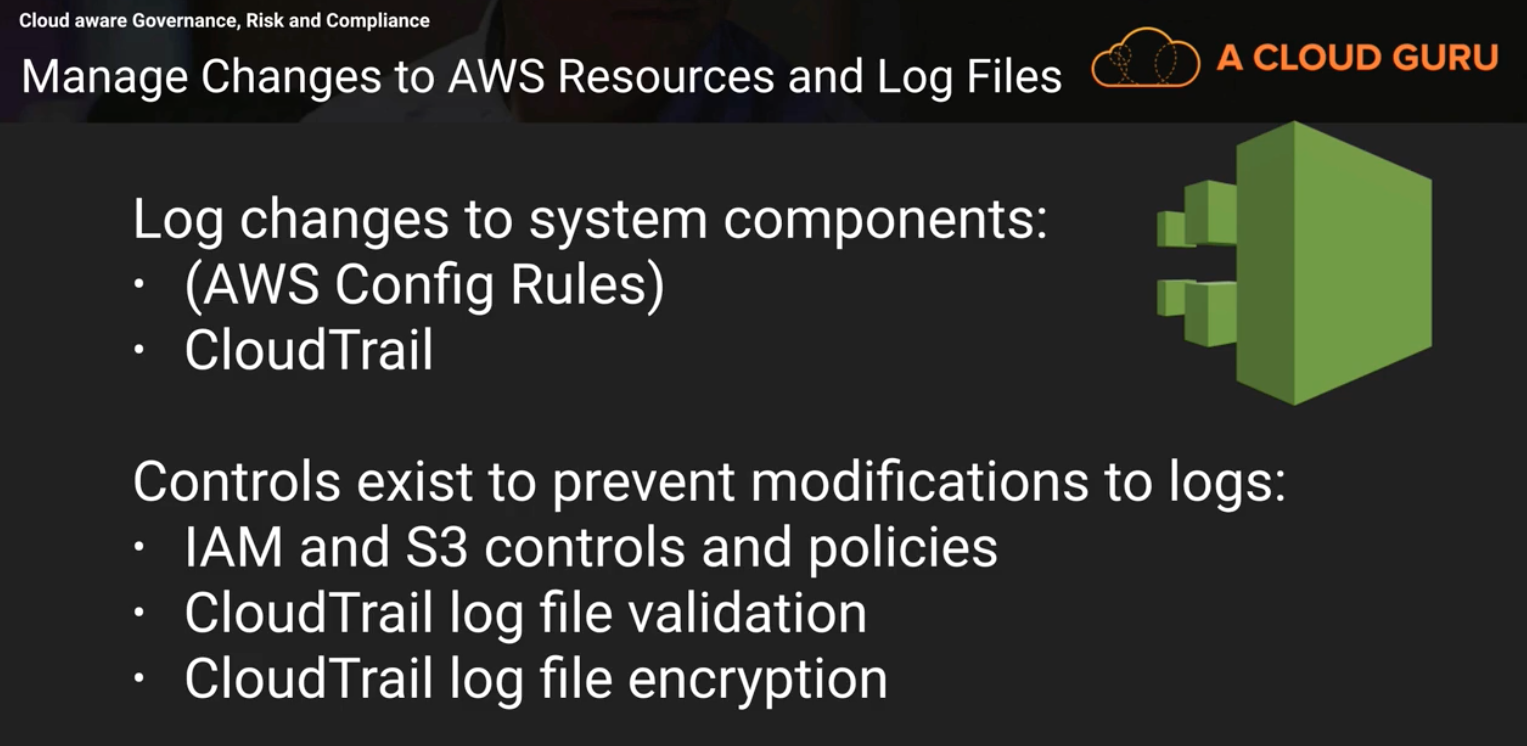 Cloud aware Governance, Risk and Compliance
Manage Changes to AWS Resources and Log Files
A CLOUD GURU
Log changes to system components:
• (AWS Config Rules)
• CloudTrail
Controls exist to prevent modifications to logs:
• IAM and S3 controls and policies
• CloudTrail log file validation
• CloudTrail log file encryption